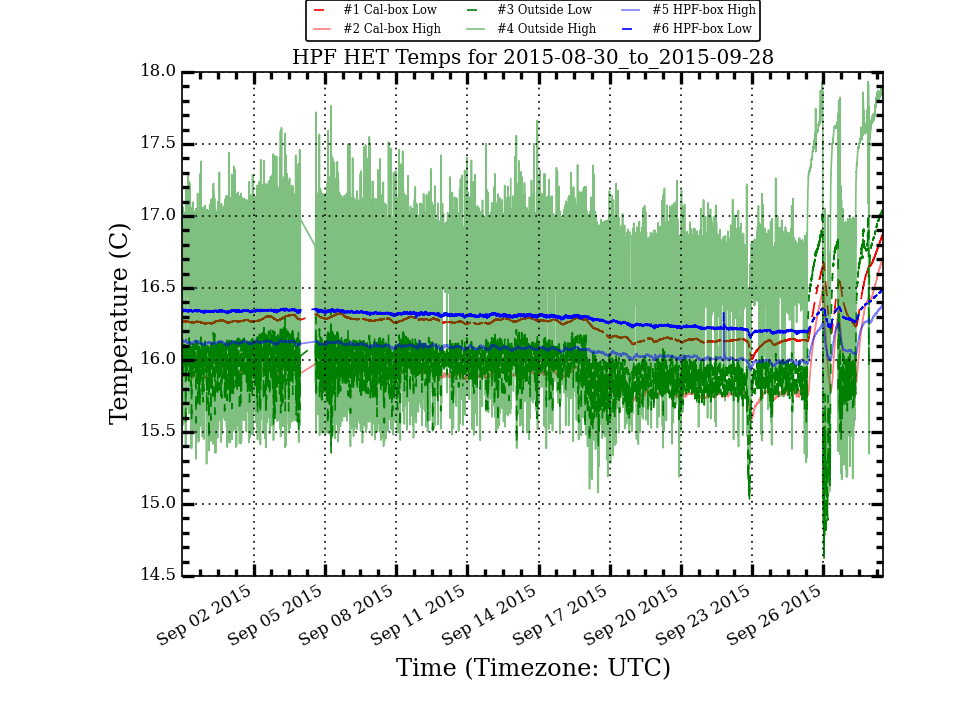 #1 Cal-box Low #3 Outside Low #5 HPF-box High
#2 Cal-box High #4 Outside High #6 HPF-box Low
HPF HET Temps for 2015-08-30_to_2015-09-28
18.0
17.5
17.0
16.5
16.0
15.5
15.0
14.5
Temperature (C)
Sep 02 2015
Sep 05 2015
Sep 08 2015
Sep 11 2015
Sep 14 2015
Sep 17 2015
Sep 20 2015
Sep 23 2015
Sep 26 2015
Time (Timezone: UTC)